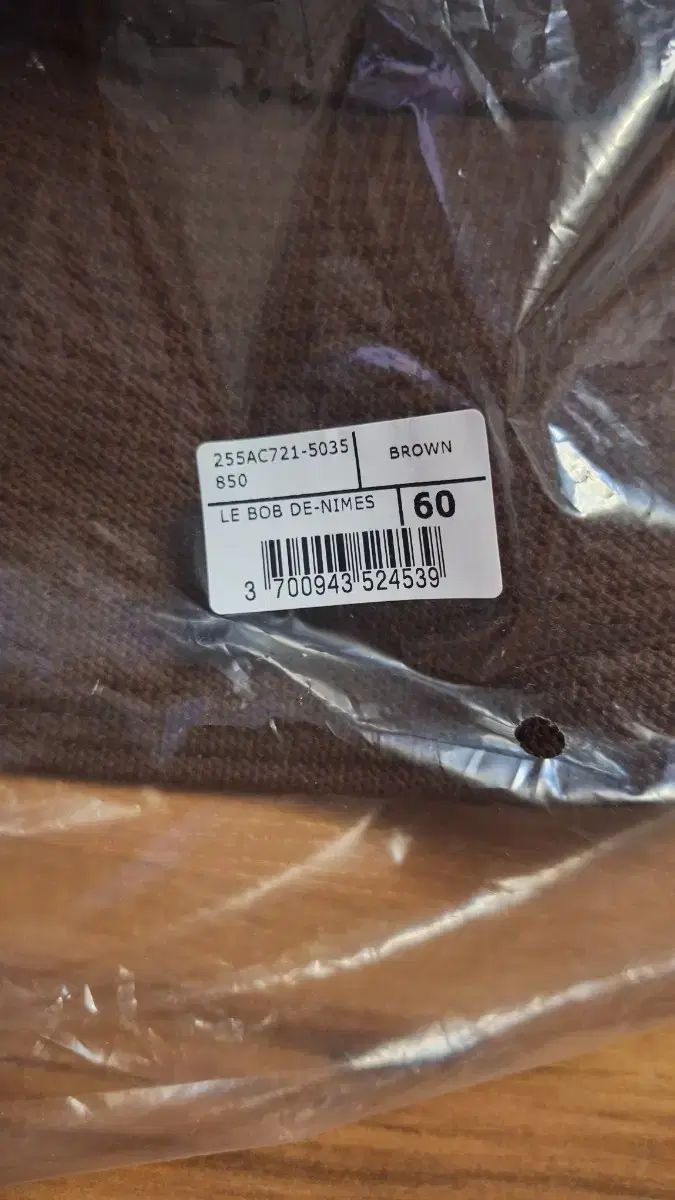 255AC721-5035
850
BROWN
LE BOB DE-NIMES
60
3 700943 524539